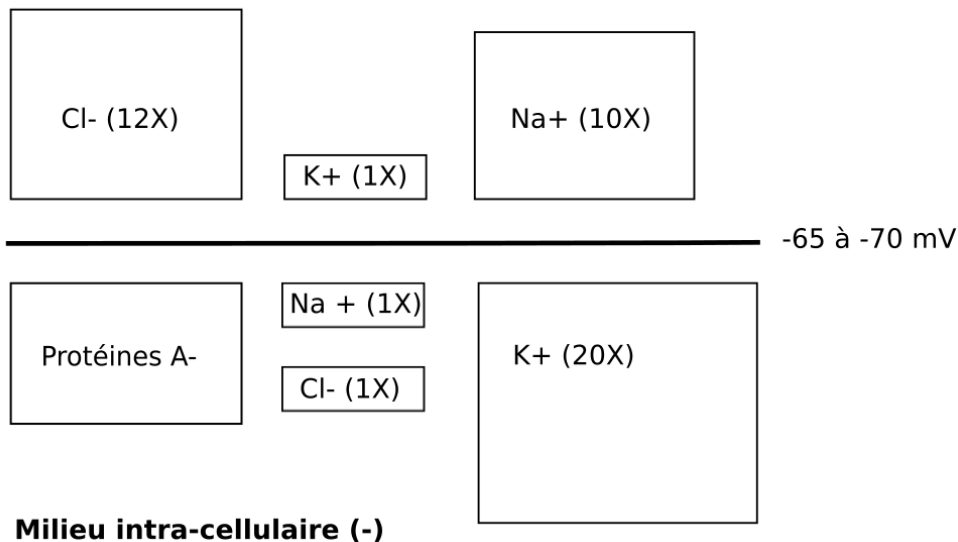 Cl- (12X)
Na+ (10X)
K+ (1X)
-65 à -70 mV
Na + (1X)
Protéines A-
K+ (20X)
Cl- (1X)
Milieu intra-cellulaire (-)